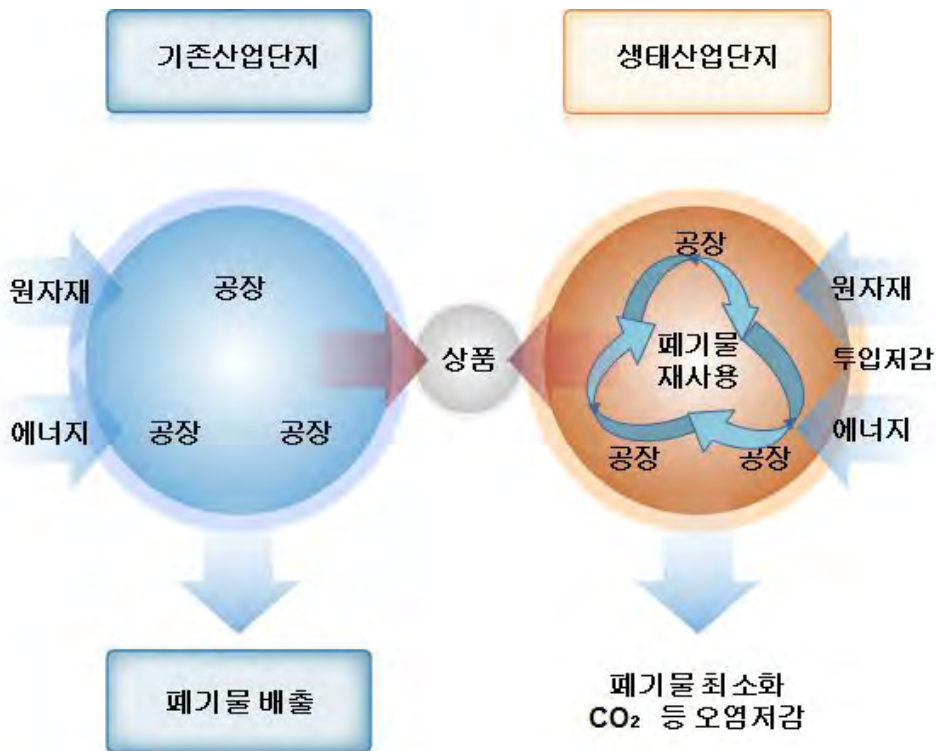 기존산업단지
생태산업단지
원자재
에너지
공장
공장
공장
상품
공장
폐기물
재사용
공장
공장
원자재
투입저감
에너지
폐기물 배출
폐기물 최소화
CO₂ 등 오염저감